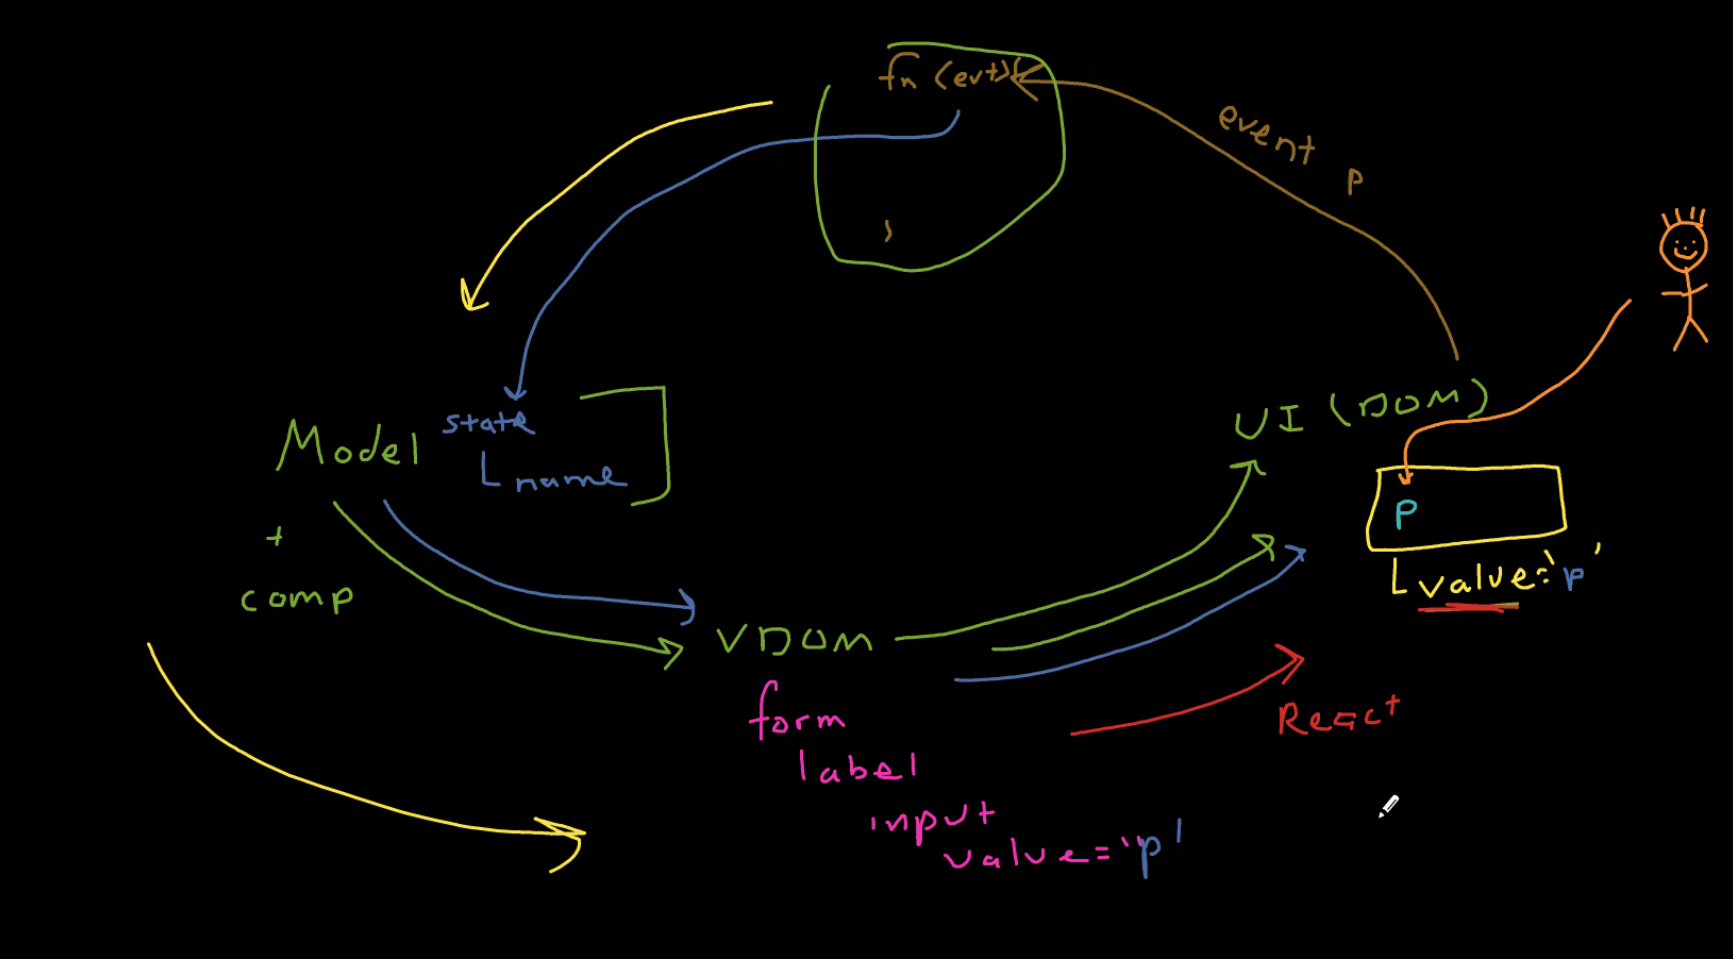 fn (evt) {
event
P
}
UI (DOM)
Model
state
name
P
+
comp
value='p'
VDOM
form
React
label
input
value='p'